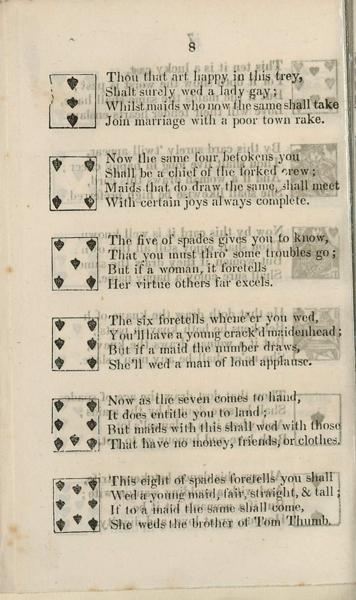 8
Thou that art happy in this trey,
Shalt surely wed a lady gay;
Whilst maids who now the same shall take
Join marriage with a poor town rake.
Now the same four betokens you
Shall be a chief of the forked crew;
Maids that do draw the same, shall meet
With certain joys always complete.
The five of spades gives you to know,
That you must thro' some troubles go;
But if a woman, it foretells
Her virtue others far excels.
The six foretells whene'er you wed,
You'll have a young crack'd maidenhead;
But if a maid the number draws,
She'll wed a man of loud applause.
Now as the seven comes to hand,
It does entitle you to land;
But maids with this shall wed with those
That have no money, friends, or clothes.
This eight of spades foretells you shall
Wed a young maid, fair, straight, & tall;
If to a maid the same shall come,
She weds the brother of Tom Thumb.